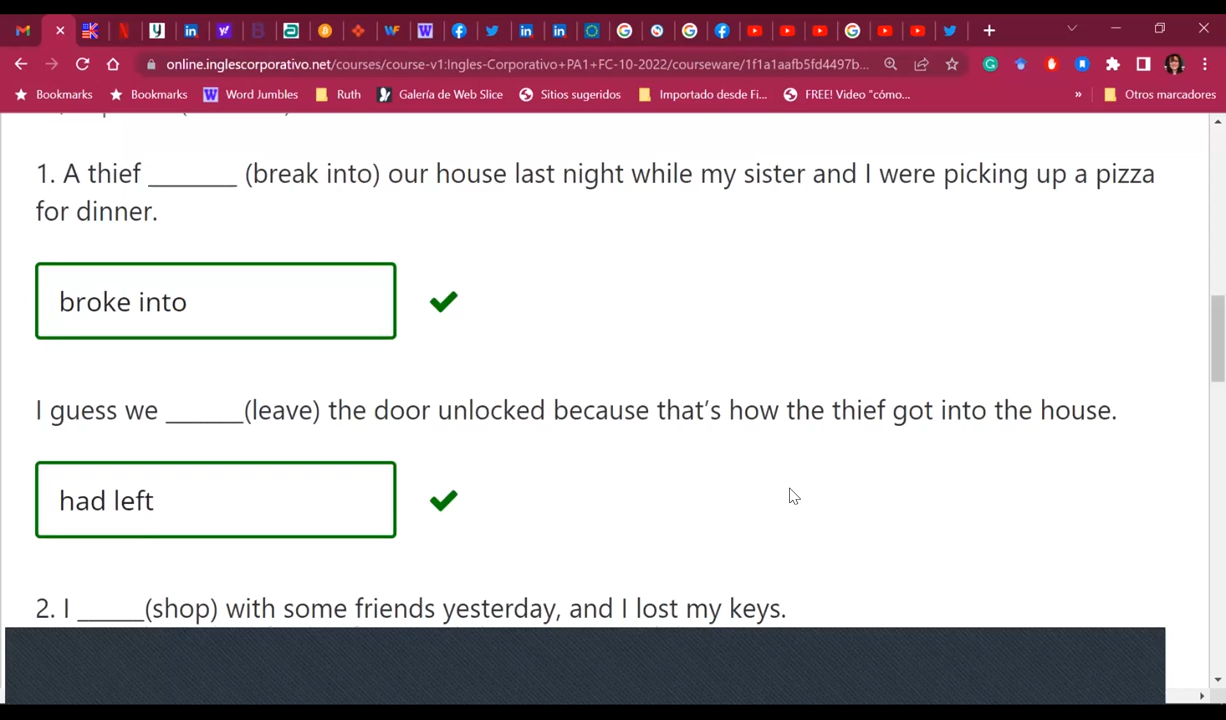 online.inglescorporativo.net/courses/course-v1:Ingles-Corporativo+PA1+FC-10-2022/courseware/1f1a1aafb5fd4497b...
Bookmarks Bookmarks Word Jumbles Ruth Galería de Web Slice Sitios sugeridos Importado desde Fi... FREE! Video "cómo... » Otros marcadores
1. A thief ________ (break into) our house last night while my sister and I were picking up a pizza
for dinner.
broke into
I guess we _______(leave) the door unlocked because that's how the thief got into the house.
had left
2. I ______(shop) with some friends yesterday, and I lost my keys.